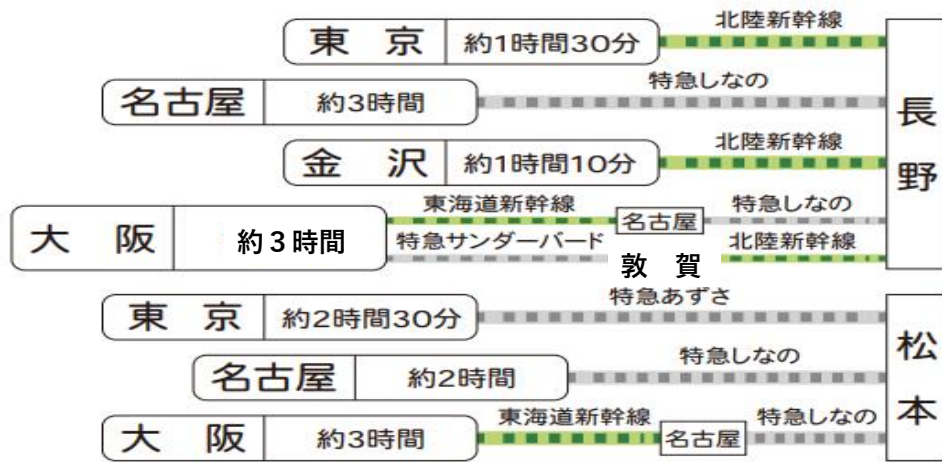 北陸新幹線
東 京 約1時間30分
特急しなの
名古屋 約3時間
北陸新幹線
金 沢 約1時間10分
長野
東海道新幹線 名古屋 特急しなの
大 阪 約3時間
特急サンダーバード 敦 賀 北陸新幹線
特急あずさ
東 京 約2時間30分
特急しなの
名古屋 約2時間
東海道新幹線 特急しなの
大 阪 約3時間 名古屋
松本